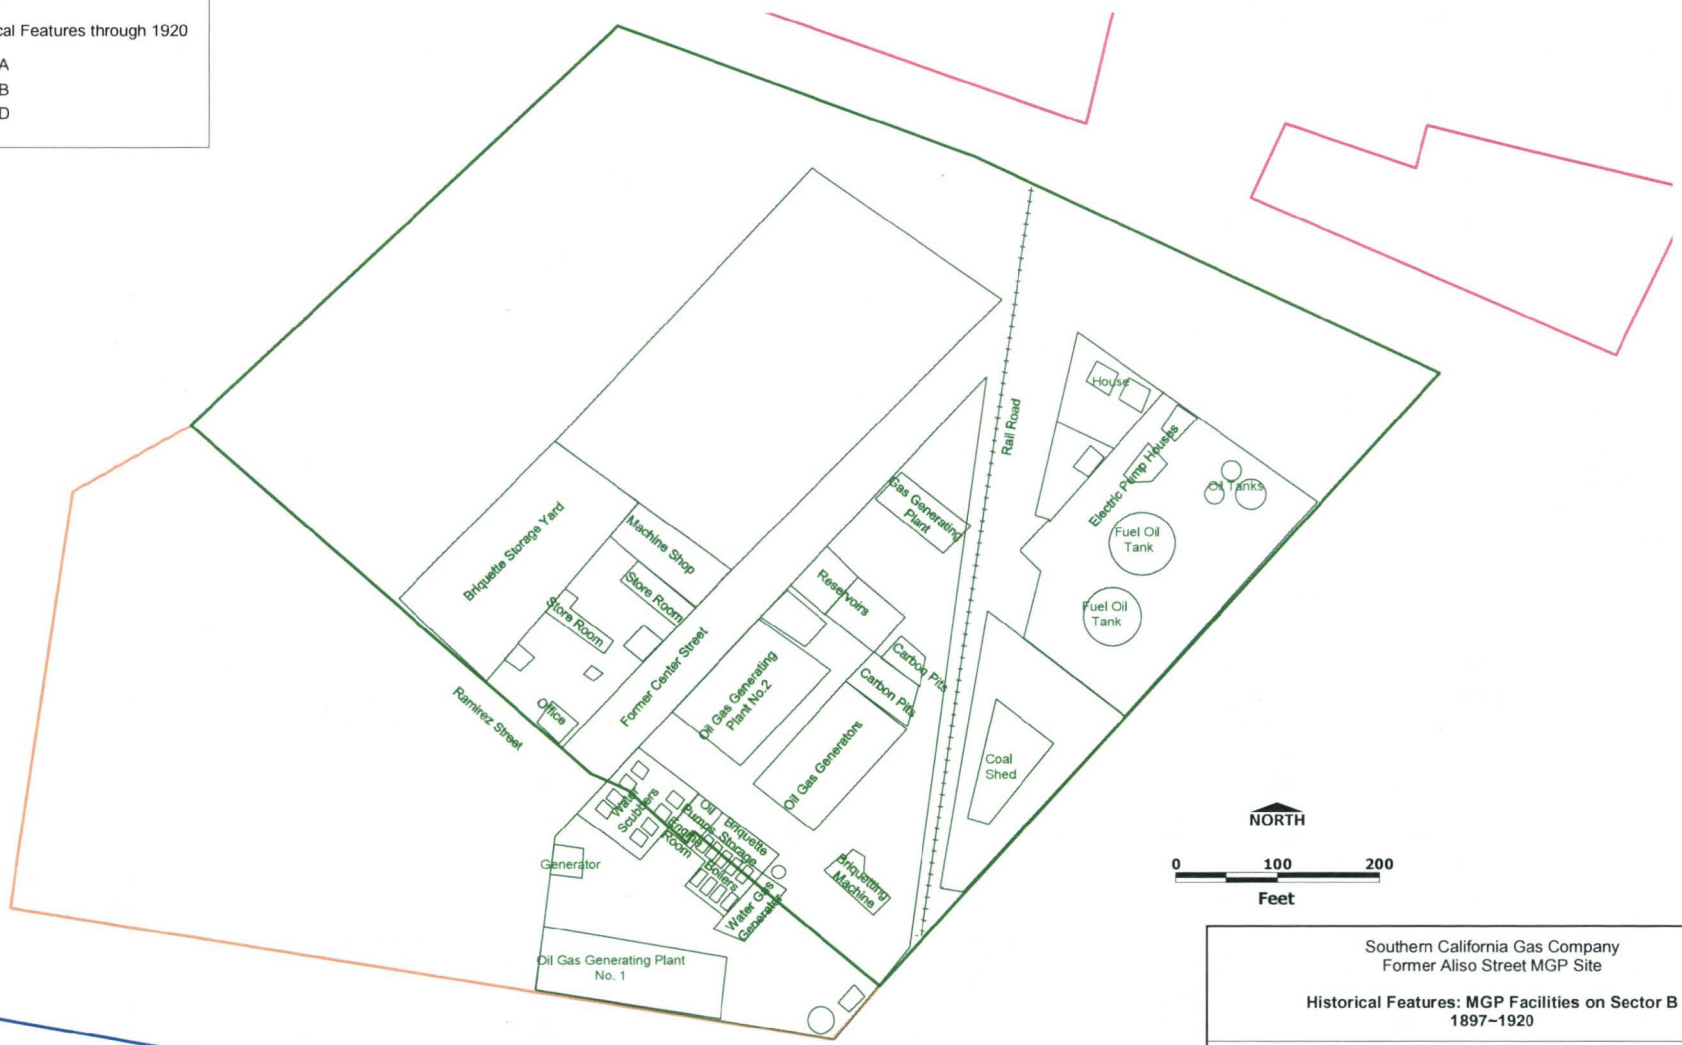 cal Features through 1920
A
B
D
House
Rail Road
Electric Pump Houses
Oil Tanks
Gas Generating
Plant
Fuel Oil
Tank
Briquette Storage Yard
Machine Shop
Store Room
Store Room
Reservoirs
Fuel Oil
Tank
Former Center Street
Carbon Pits
Carbon Pits
Oil Gas Generating
Plant No.2
Office
Ramirez Street
Oil Gas Generators
Coal
Shed
Water
Scubbers
Oil
Pumps
Briquette
Storage
Engine
Room
Boilers
Generator
Water Gas
Generator
Briquetting
Machine
Oil Gas Generating Plant
No. 1
NORTH
0 100 200
Feet
Southern California Gas Company
Former Aliso Street MGP Site
Historical Features: MGP Facilities on Sector B
1897~1920